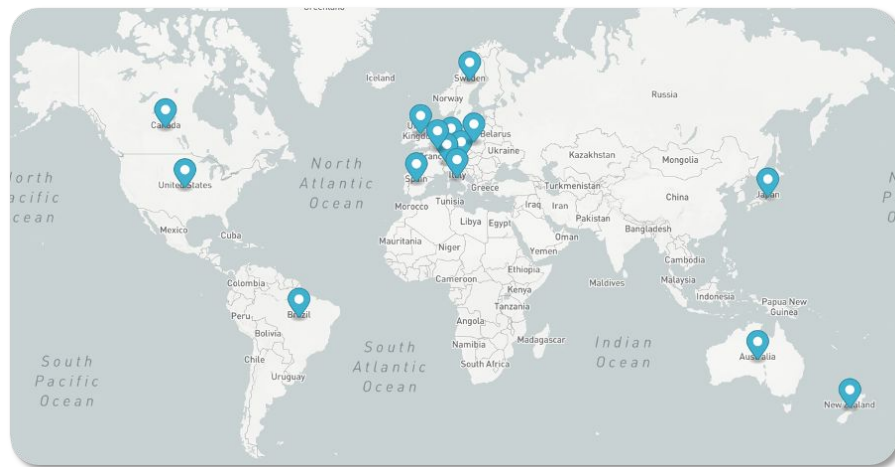 Greenland
Iceland
Sweden
Norway
Russia
Canada
United
Kingdom
Belarus
Ukraine
France
Kazakhstan
Mongolia
North
Atlantic
Ocean
Spain
Italy
Greece
Turkmenistan
United States
China
Japan
Morocco
Tunisia
Iraq
Iran
Pakistan
Libya
Egypt
Mexico
Cuba
Mauritania
Niger
Oman
Yemen
Bangladesh
Cambodia
Colombia
Cameroon
Ethiopia
Kenya
Maldives
Malaysia
Indonesia
Papua New
Guinea
Peru
Brazil
Bolivia
Tanzania
Angola
Namibia
Madagascar
Indian
Ocean
Chile
South Africa
Uruguay
South
Pacific
Ocean
South
Atlantic
Ocean
Australia
New Zealand